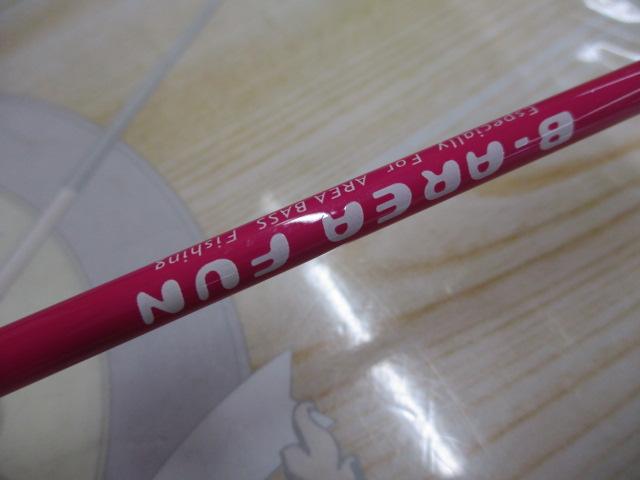 B-AREA FUN
Especially For AREA BASS Fishing